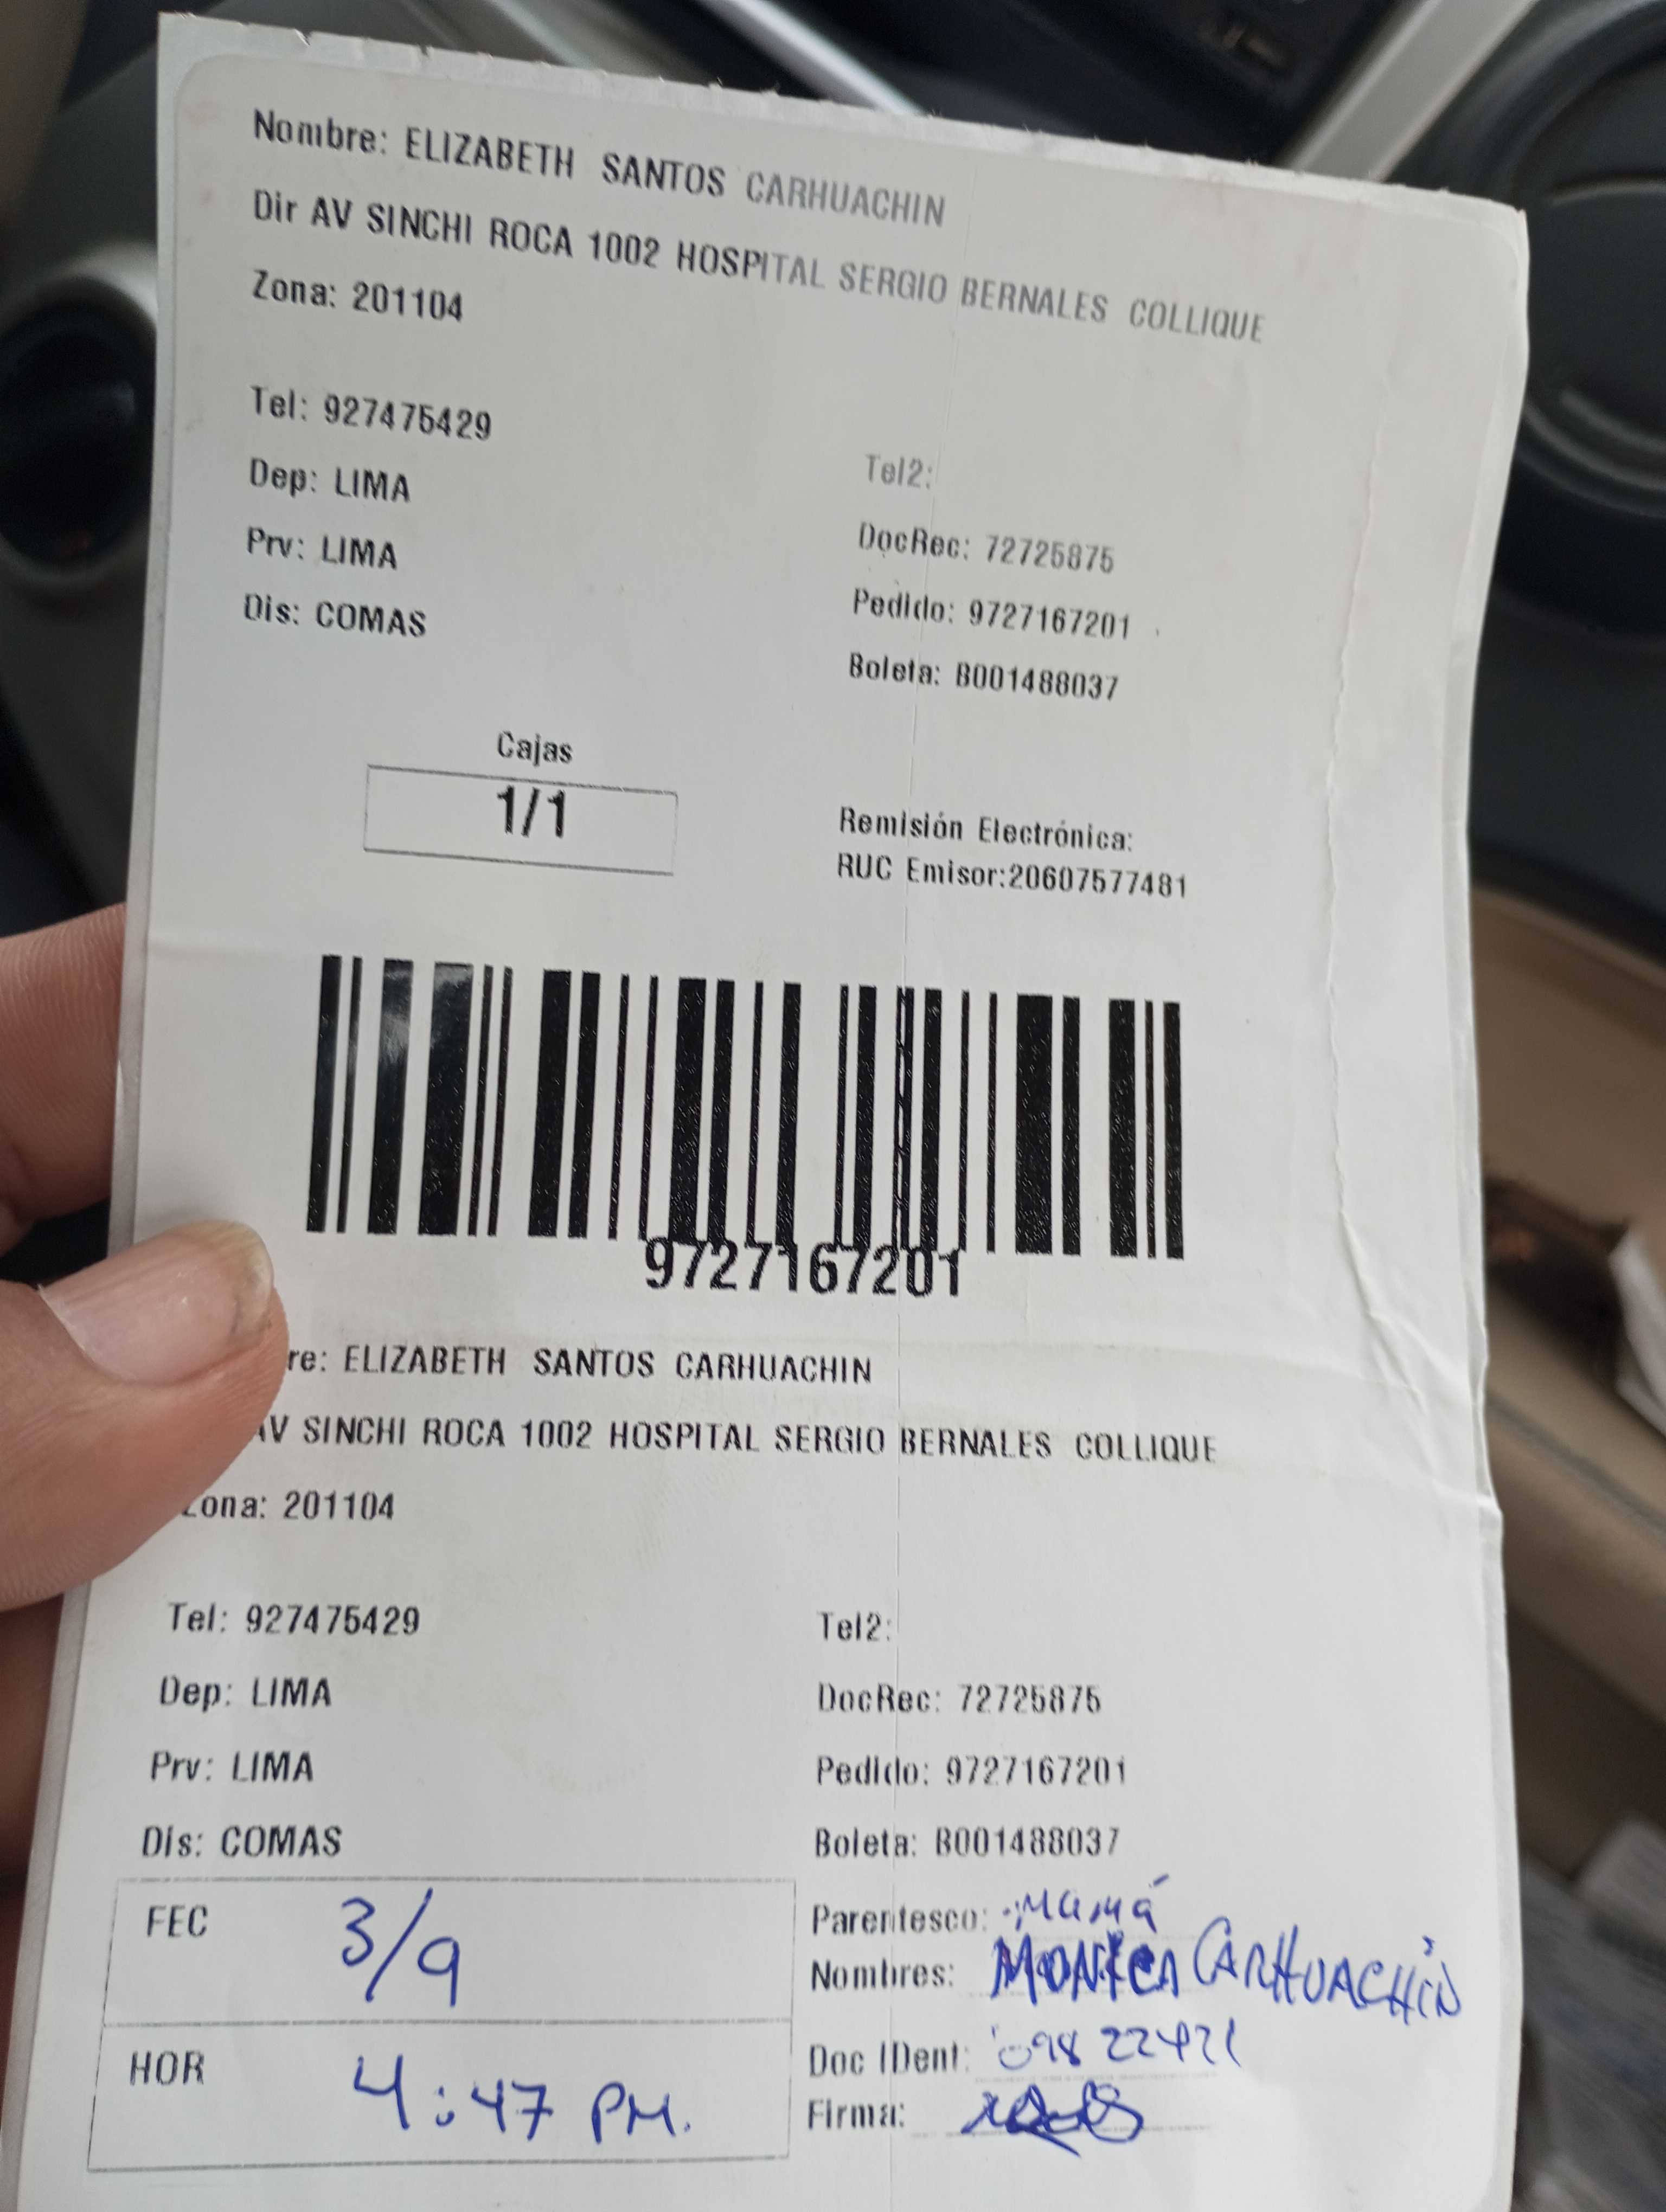 Nombre: ELIZABETH SANTOS CARHUACHIN
Dir AV SINCHI ROCA 1002 HOSPITAL SERGIO BERNALES COLLIQUE
Zona: 201104
Tel: 927475429
Tel2:
Dep: LIMA
DocRec: 72725875
Prv: LIMA
Pedido: 9727167201
Dis: COMAS
Boleta: B001488037
Cajas
1/1
Remisión Electrónica:
RUC Emisor:20607577481
9727167201
re: ELIZABETH SANTOS CARHUACHIN
AV SINCHI ROCA 1002 HOSPITAL SERGIO BERNALES COLLIQUE
Zona: 201104
Tel: 927475429 Tel2:
Dep: LIMA DocRec: 72725875
Prv: LIMA Pedido: 9727167201
Dis: COMAS Boleta: B001488037
FEC 3/9
Parentesco: Mamá
Nombres: MONICA CARHUACHIN
HOR 4:47 PM.
Doc IDent:
Firma: